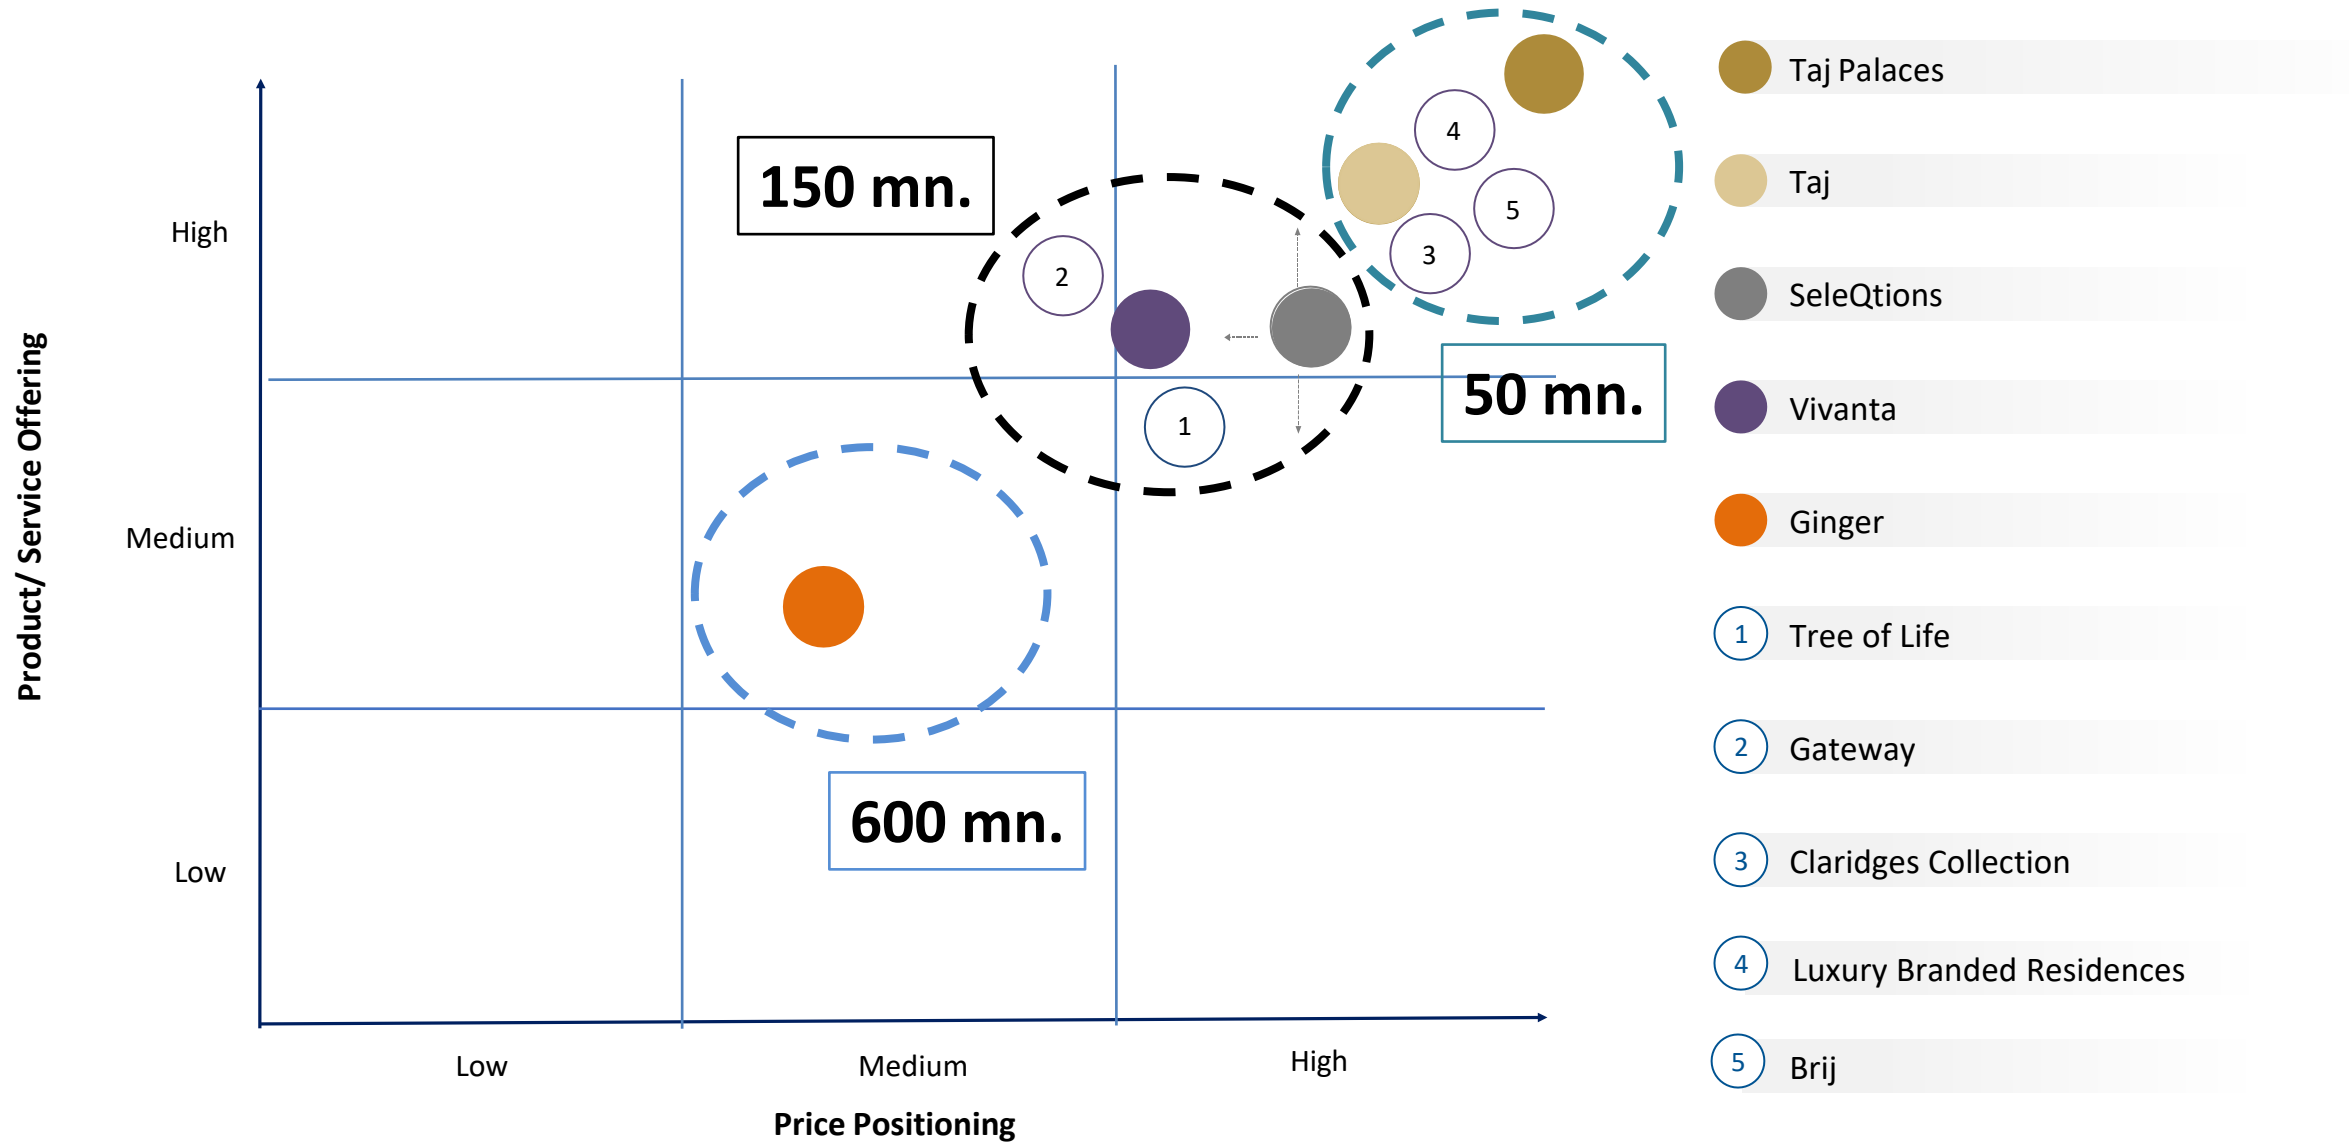 Product/ Service Offering
High
Medium
Low
150 mn.
50 mn.
600 mn.
4
5
3
2
1
Low
Medium
High
Price Positioning
Taj Palaces
Taj
SeleQtions
Vivanta
Ginger
1 Tree of Life
2 Gateway
3 Claridges Collection
4 Luxury Branded Residences
5 Brij